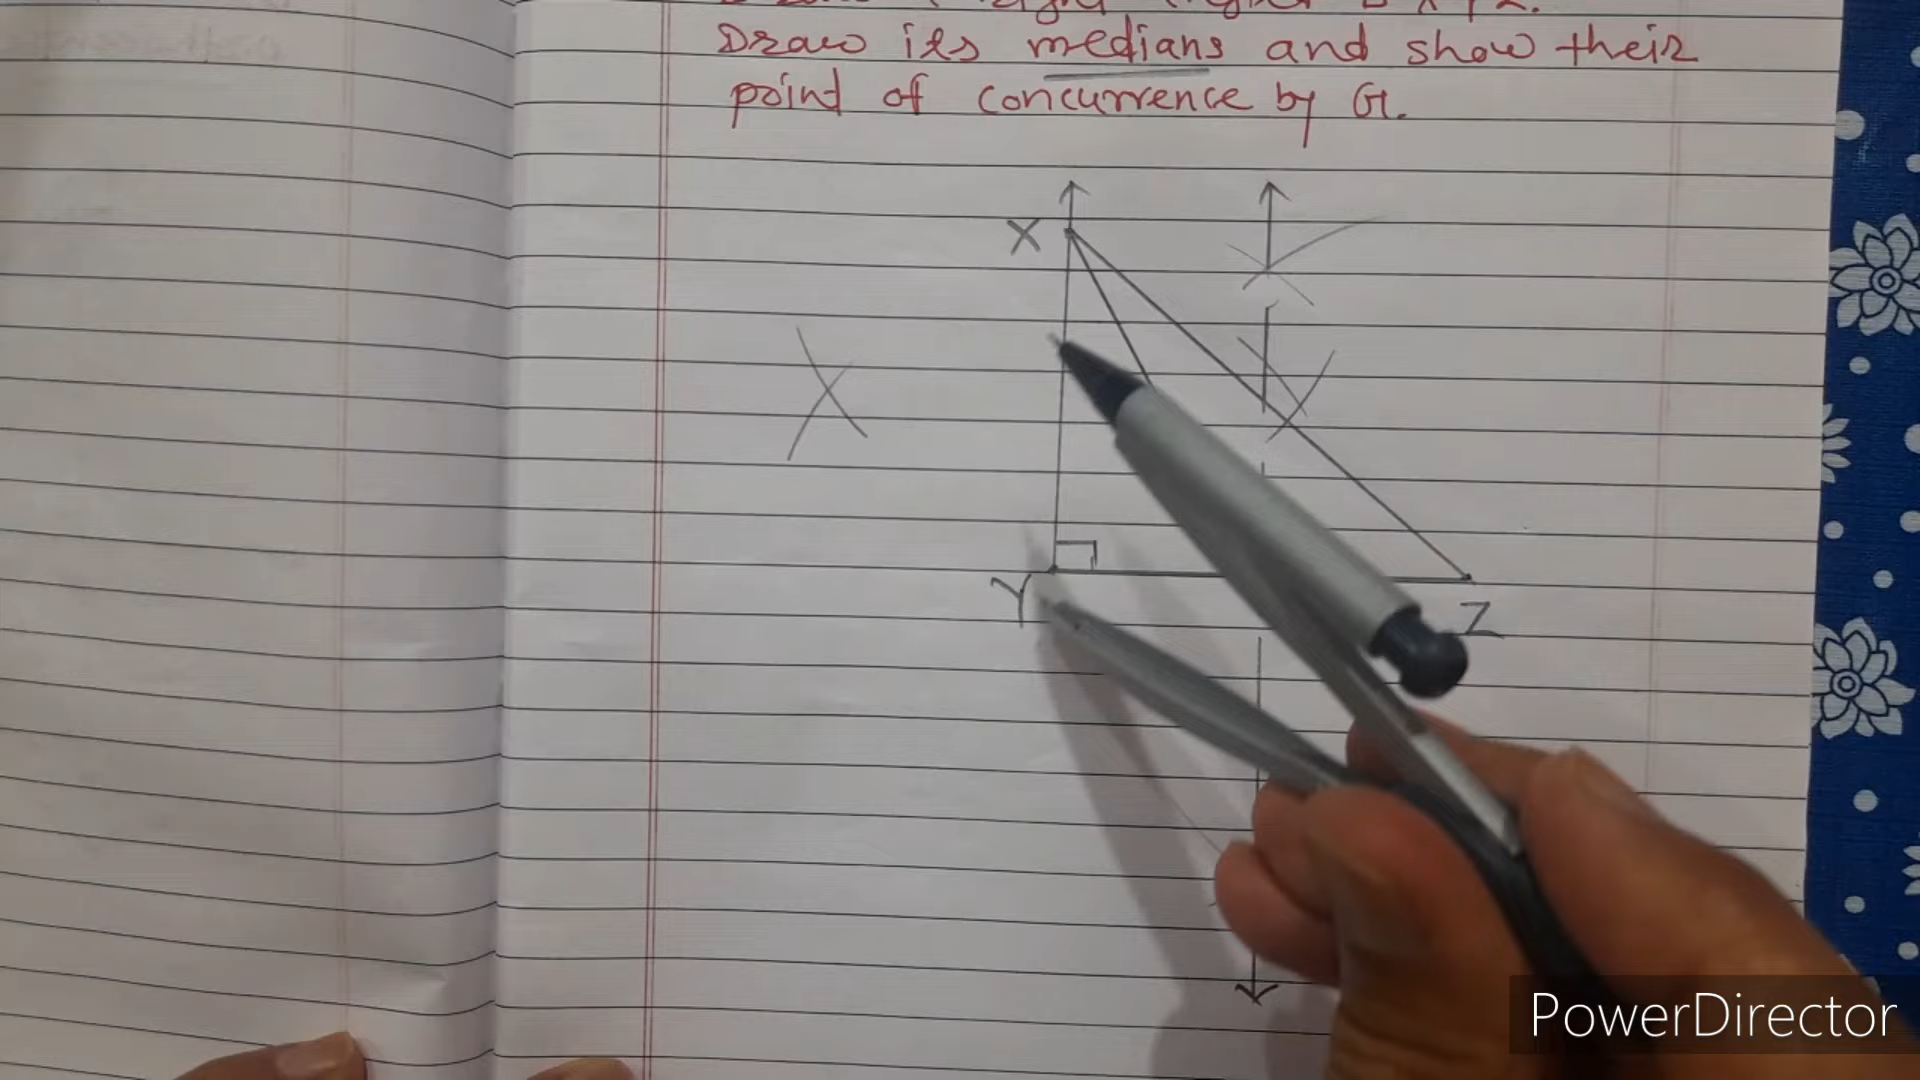 Draw its medians and show their
point of concurrence by G.
X
Y
Z
PowerDirector